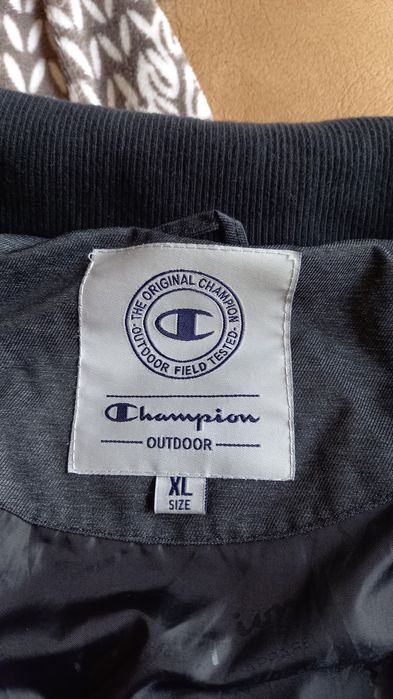 · THE ORIGINAL CHAMPION ·
OUTDOOR FIELD TESTED
Champion
OUTDOOR
XL
SIZE